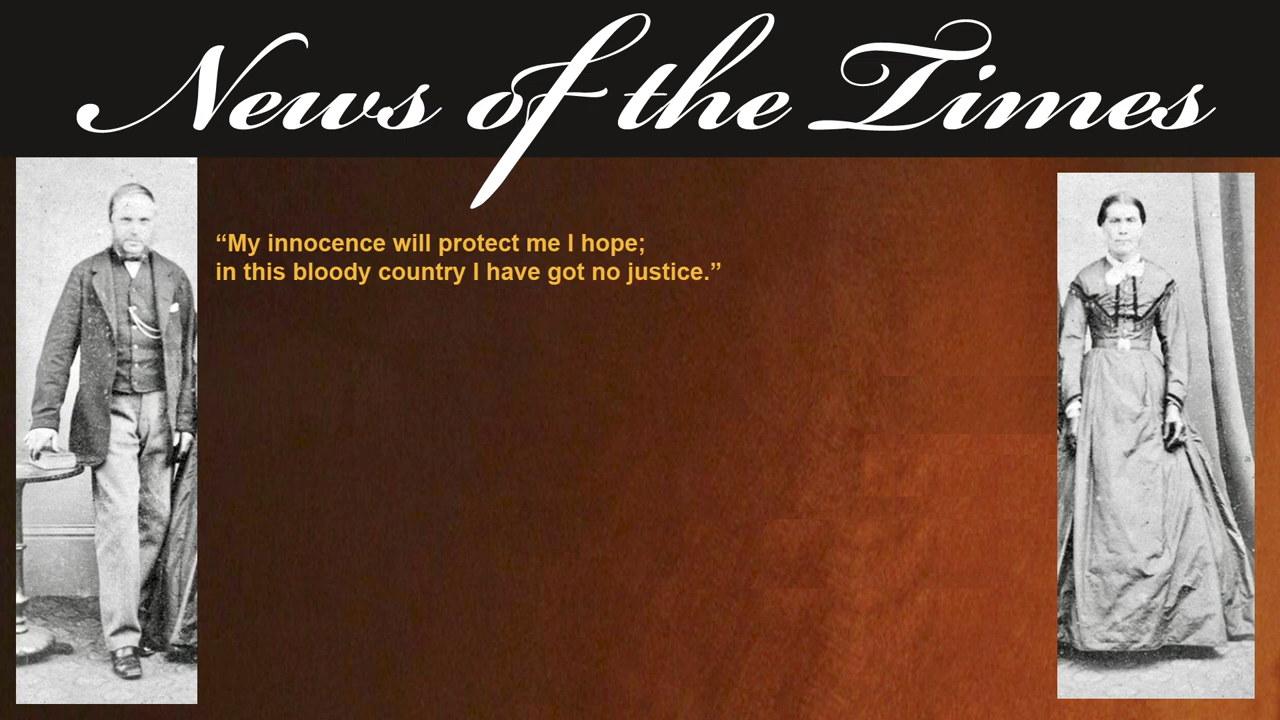 News of the Times
“My innocence will protect me I hope;
in this bloody country I have got no justice.”